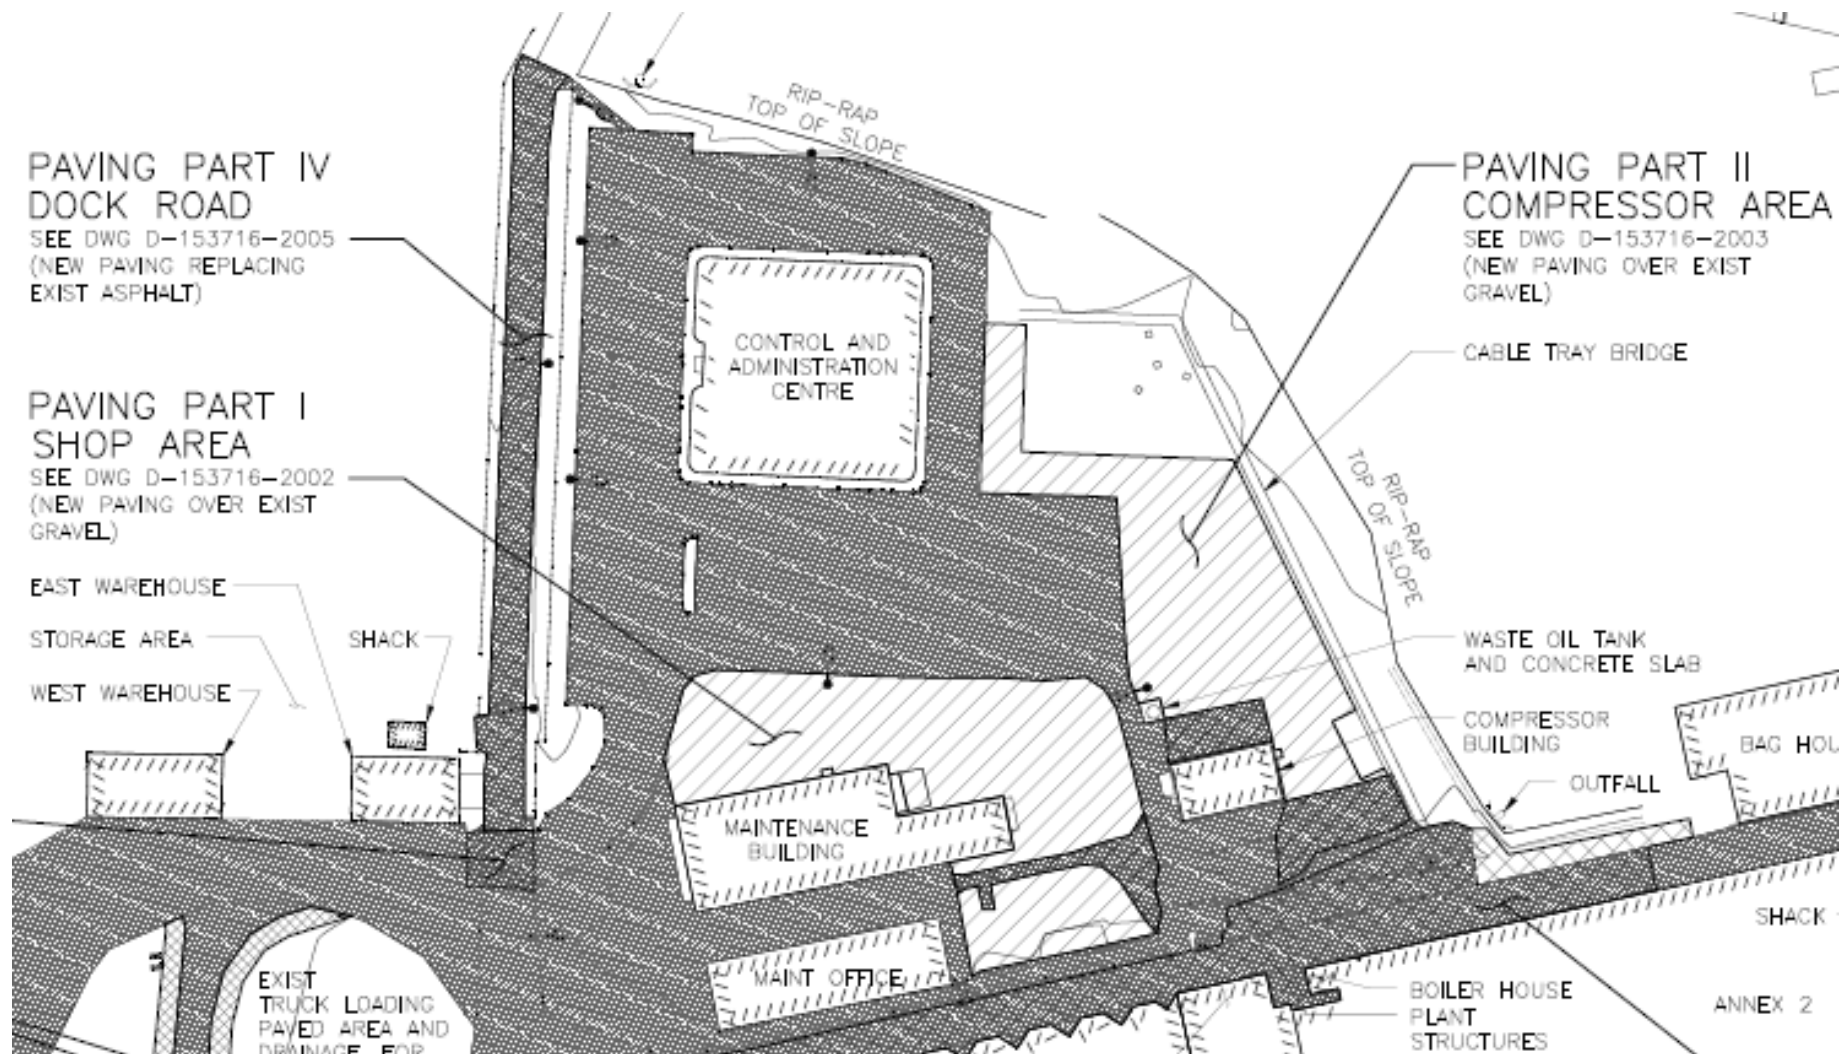 RIP-RAP
TOP OF SLOPE
PAVING PART IV
DOCK ROAD
SEE DWG D-153716-2005
(NEW PAVING REPLACING
EXIST ASPHALT)
PAVING PART II
COMPRESSOR AREA
SEE DWG D-153716-2003
(NEW PAVING OVER EXIST
GRAVEL)
CABLE TRAY BRIDGE
CONTROL AND
ADMINISTRATION
CENTRE
PAVING PART I
SHOP AREA
SEE DWG D-153716-2002
(NEW PAVING OVER EXIST
GRAVEL)
RIP-RAP
TOP OF SLOPE
EAST WAREHOUSE
STORAGE AREA
SHACK
WEST WAREHOUSE
WASTE OIL TANK
AND CONCRETE SLAB
COMPRESSOR
BUILDING
BAG HOU
OUTFALL
MAINTENANCE
BUILDING
SHACK
MAINT OFFICE
EXIST
TRUCK LOADING
PAVED AREA AND
DRAINAGE FOR
BOILER HOUSE
PLANT
STRUCTURES
ANNEX 2